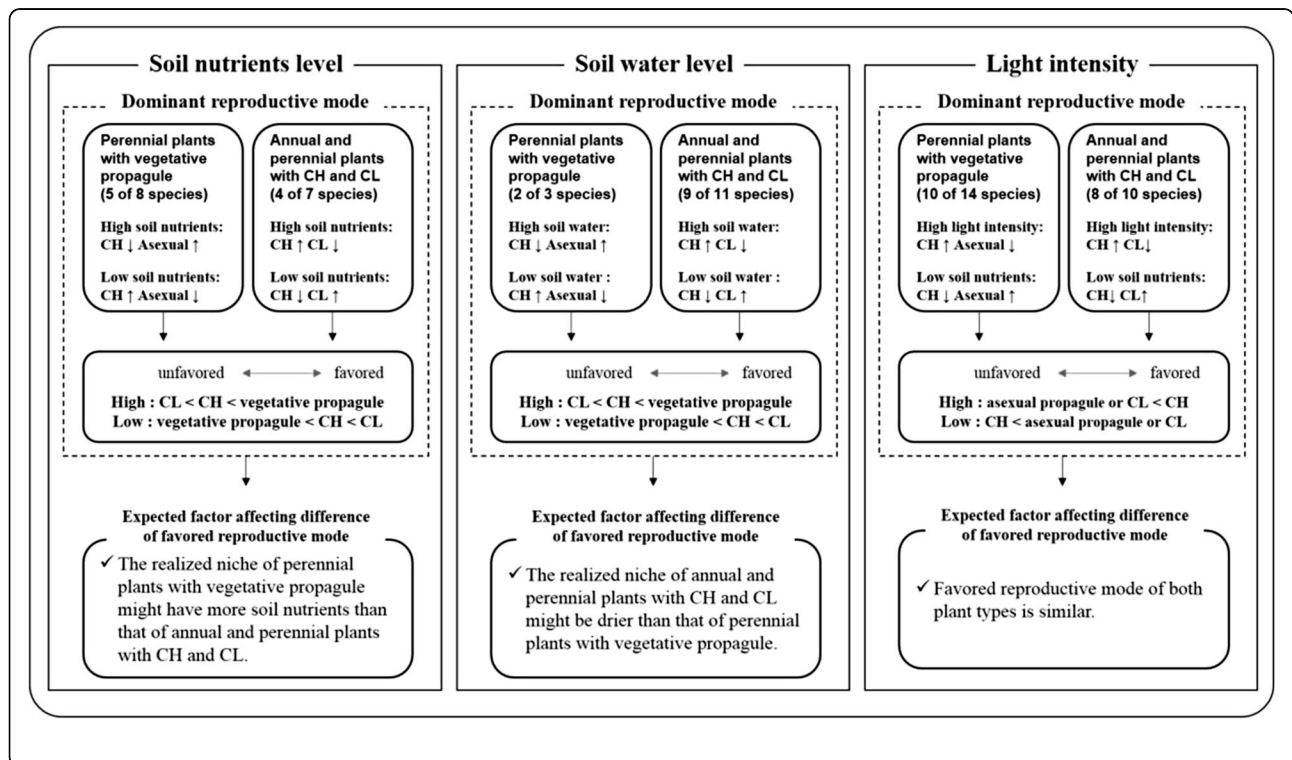 Soil nutrients level
Dominant reproductive mode
Perennial plants
with vegetative
propagule
(5 of 8 species)
High soil nutrients:
CH ↓ Asexual ↑
Low soil nutrients:
CH ↑ Asexual ↓
Annual and
perennial plants
with CH and CL
(4 of 7 species)
High soil nutrients:
CH ↑ CL ↓
Low soil nutrients:
CH ↓ CL ↑
unfavored favored
High : CL < CH < vegetative propagule
Low : vegetative propagule < CH < CL
Expected factor affecting difference
of favored reproductive mode
✓ The realized niche of perennial
plants with vegetative propagule
might have more soil nutrients than
that of annual and perennial plants
with CH and CL.
Soil water level
Dominant reproductive mode
Perennial plants
with vegetative
propagule
(2 of 3 species)
High soil water:
CH ↓ Asexual ↑
Low soil water :
CH ↑ Asexual ↓
Annual and
perennial plants
with CH and CL
(9 of 11 species)
High soil water:
CH ↑ CL ↓
Low soil water :
CH ↓ CL ↑
unfavored favored
High : CL < CH < vegetative propagule
Low : vegetative propagule < CH < CL
Expected factor affecting difference
of favored reproductive mode
✓ The realized niche of annual and
perennial plants with CH and CL
might be drier than that of perennial
plants with vegetative propagule.
Light intensity
Dominant reproductive mode
Perennial plants
with vegetative
propagule
(10 of 14 species)
High light intensity:
CH ↑ Asexual ↓
Low soil nutrients:
CH ↓ Asexual ↑
Annual and
perennial plants
with CH and CL
(8 of 10 species)
High light intensity:
CH ↑ CL↓
Low soil nutrients:
CH↓ CL↑
unfavored favored
High : asexual propagule or CL < CH
Low : CH < asexual propagule or CL
Expected factor affecting difference
of favored reproductive mode
✓ Favored reproductive mode of both
plant types is similar.